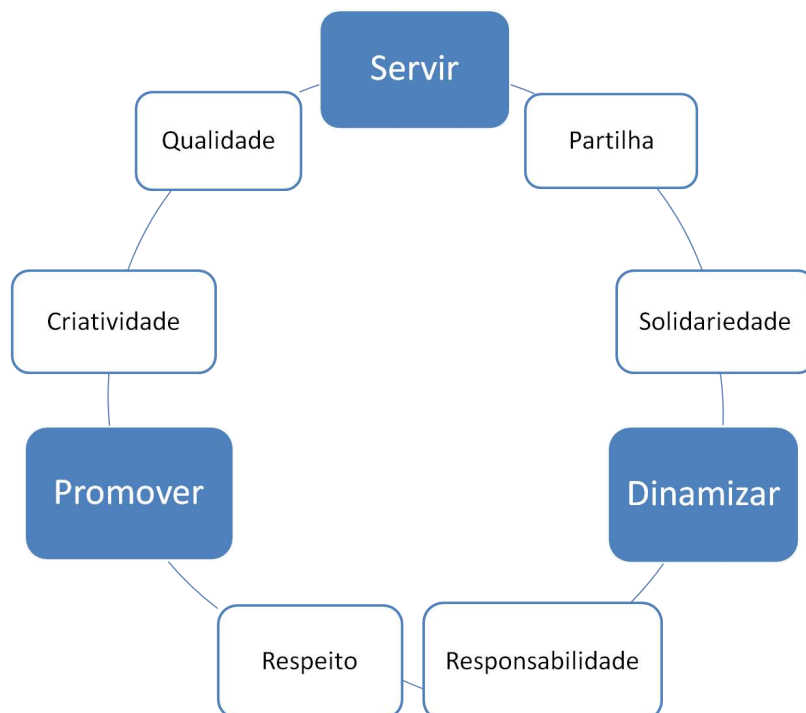 Servir
Qualidade
Partilha
Criatividade
Solidariedade
Promover
Dinamizar
Respeito
Responsabilidade